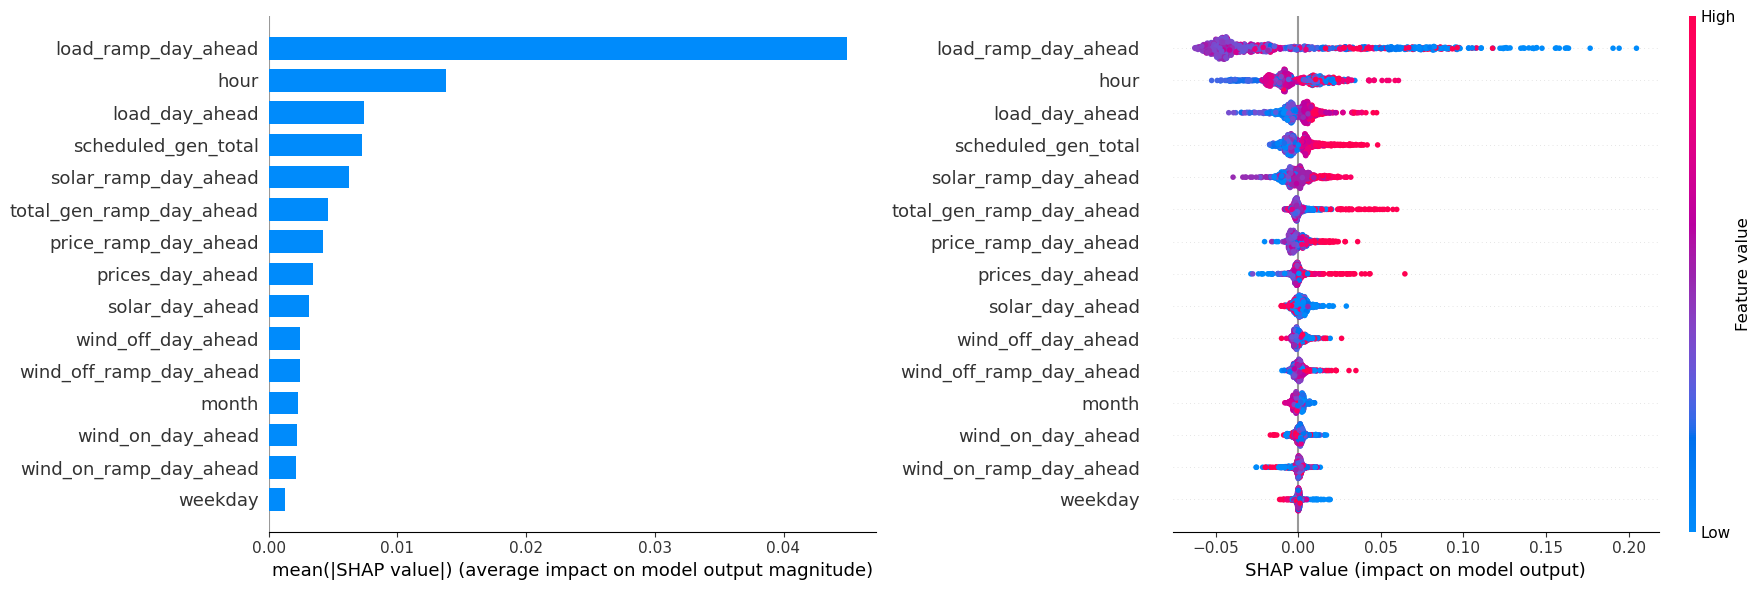 load_ramp_day_ahead
hour
load_day_ahead
scheduled_gen_total
solar_ramp_day_ahead
total_gen_ramp_day_ahead
price_ramp_day_ahead
prices_day_ahead
solar_day_ahead
wind_off_day_ahead
wind_off_ramp_day_ahead
month
wind_on_day_ahead
wind_on_ramp_day_ahead
weekday
0.00 0.01 0.02 0.03 0.04
mean(|SHAP value|) (average impact on model output magnitude)
load_ramp_day_ahead
hour
load_day_ahead
scheduled_gen_total
solar_ramp_day_ahead
total_gen_ramp_day_ahead
price_ramp_day_ahead
prices_day_ahead
solar_day_ahead
wind_off_day_ahead
wind_off_ramp_day_ahead
month
wind_on_day_ahead
wind_on_ramp_day_ahead
weekday
−0.05 0.00 0.05 0.10 0.15 0.20
SHAP value (impact on model output)
High
Feature value
Low